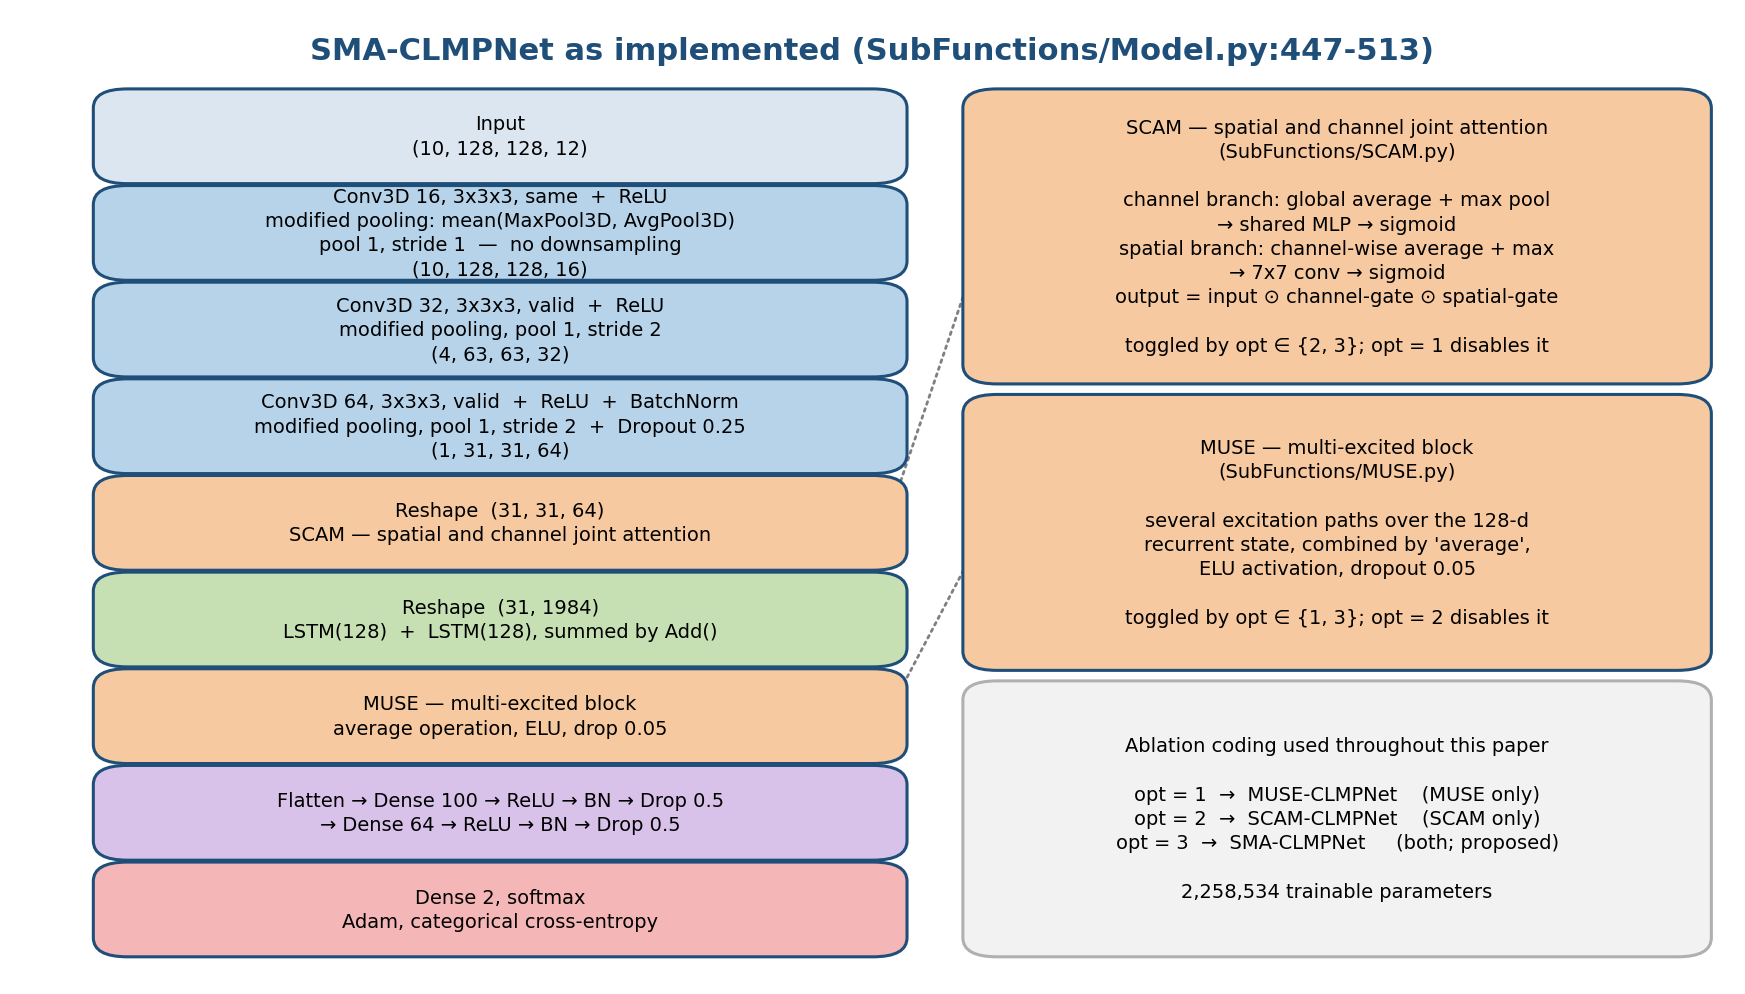 SMA-CLMPNet as implemented (SubFunctions/Model.py:447-513)
Input
(10, 128, 128, 12)
Conv3D 16, 3x3x3, same + ReLU
modified pooling: mean(MaxPool3D, AvgPool3D)
pool 1, stride 1 — no downsampling
(10, 128, 128, 16)
Conv3D 32, 3x3x3, valid + ReLU
modified pooling, pool 1, stride 2
(4, 63, 63, 32)
Conv3D 64, 3x3x3, valid + ReLU + BatchNorm
modified pooling, pool 1, stride 2 + Dropout 0.25
(1, 31, 31, 64)
Reshape (31, 31, 64)
SCAM — spatial and channel joint attention
Reshape (31, 1984)
LSTM(128) + LSTM(128), summed by Add()
MUSE — multi-excited block
average operation, ELU, drop 0.05
Flatten → Dense 100 → ReLU → BN → Drop 0.5
→ Dense 64 → ReLU → BN → Drop 0.5
Dense 2, softmax
Adam, categorical cross-entropy
SCAM — spatial and channel joint attention
(SubFunctions/SCAM.py)
channel branch: global average + max pool
→ shared MLP → sigmoid
spatial branch: channel-wise average + max
→ 7x7 conv → sigmoid
output = input ⊙ channel-gate ⊙ spatial-gate
toggled by opt ∈ {2, 3}; opt = 1 disables it
MUSE — multi-excited block
(SubFunctions/MUSE.py)
several excitation paths over the 128-d
recurrent state, combined by 'average',
ELU activation, dropout 0.05
toggled by opt ∈ {1, 3}; opt = 2 disables it
Ablation coding used throughout this paper
opt = 1 → MUSE-CLMPNet (MUSE only)
opt = 2 → SCAM-CLMPNet (SCAM only)
opt = 3 → SMA-CLMPNet (both; proposed)
2,258,534 trainable parameters